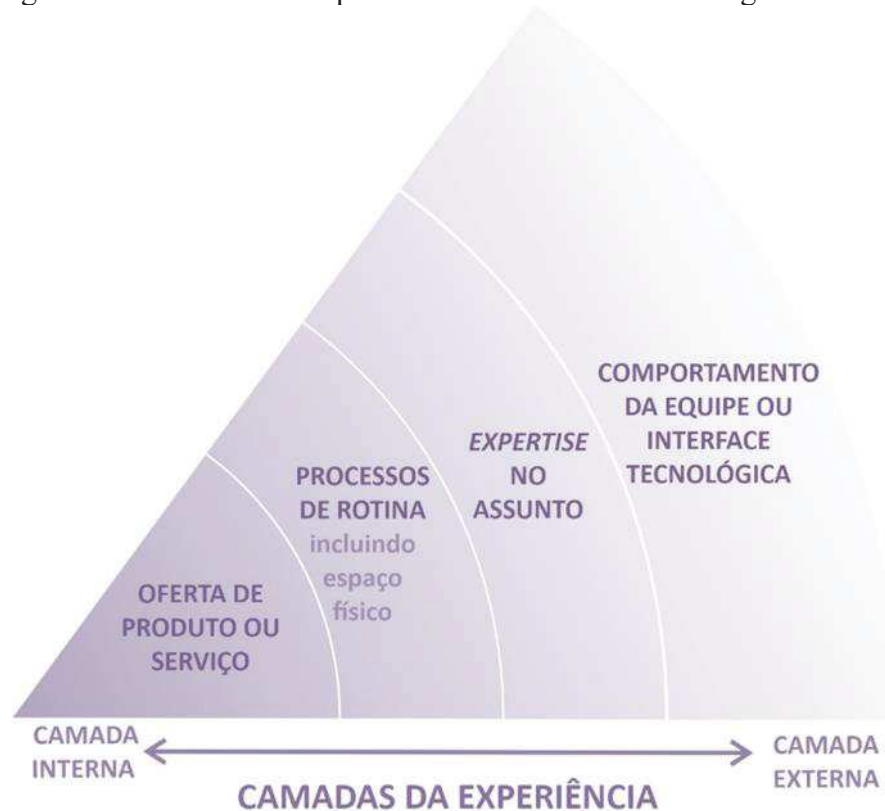 COMPORTAMENTO
DA EQUIPE OU
INTERFACE
TECNOLÓGICA
EXPERTISE
NO
ASSUNTO
PROCESSOS
DE ROTINA
incluindo
espaço
físico
OFERTA DE
PRODUTO OU
SERVIÇO
CAMADA
INTERNA
CAMADA
EXTERNA
CAMADAS DA EXPERIÊNCIA